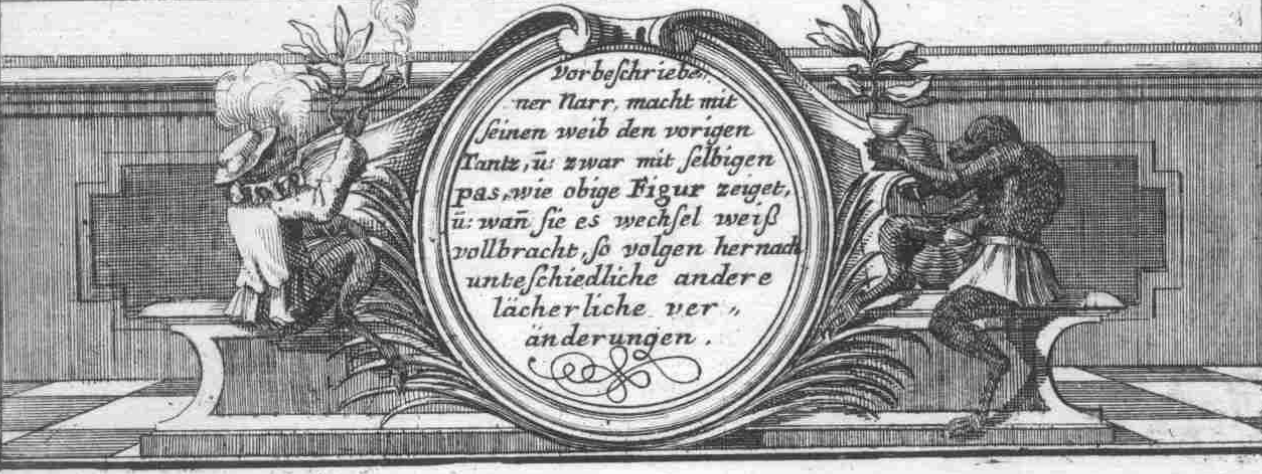 Vorbeſchriebe„
ner Narr, macht mit
ſeinen weib den vorigen
Tantz, ū: zwar mit ſelbigen
pas, wie obige Figur zeiget,
ū: wañ ſie es wechſel weiß
vollbracht, ſo volgen hernach
unteſchiedliche andere
lächerliche ver„
änderungen.